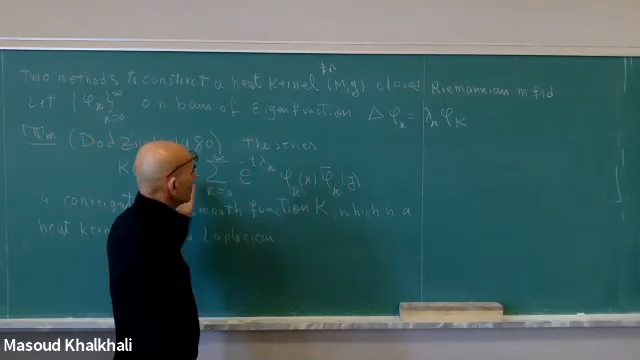 Two methods to construct a heat kernel (M,g) closed Riemannian mfld
Let {φ_k}_{k=0}^∞ o.n basis of Eigenfunction Δφ_k = λ_k φ_K
Thm (Dodziuk 1980) the series
K Σ_{k=0}^∞ e^{-tλ_k} φ_k(x) φ̄_k(y)
is convergent smooth function K, which is a
heat kern Laplacian
Masoud Khalkhali